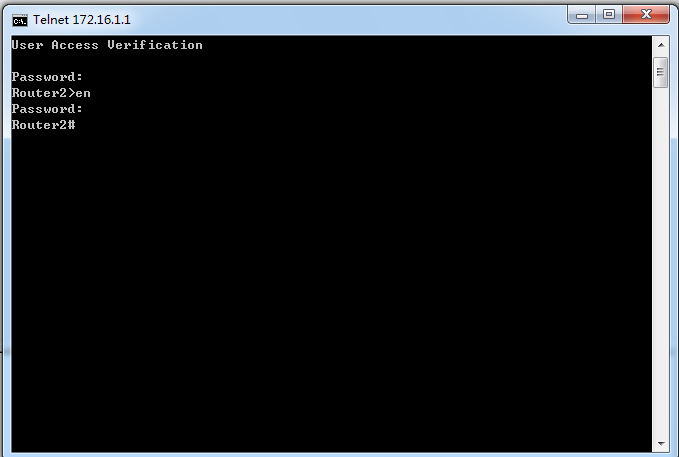 Telnet 172.16.1.1
User Access Verification
Password:
Router2>en
Password:
Router2#